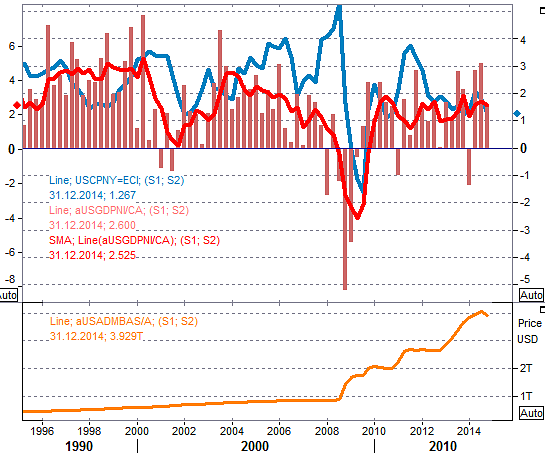 6
4
2
0
-2
-4
-6
-8
Auto
4
3
2
1
0
-1
-2
-3
-4
-5
Auto
Line; USCPNY=ECI; (S1; S2)
31.12.2014; 1.267
Line; aUSGDPNI/CA; (S1; S2)
31.12.2014; 2.600
SMA; Line(aUSGDPNI/CA); (S1; S2)
31.12.2014; 2.525
Line; aUSADMBAS/A; (S1; S2)
31.12.2014; 3.929T
Price
USD
2T
1T
Auto
1996 1998 2000 2002 2004 2006 2008 2010 2012 2014
1990 2000 2010